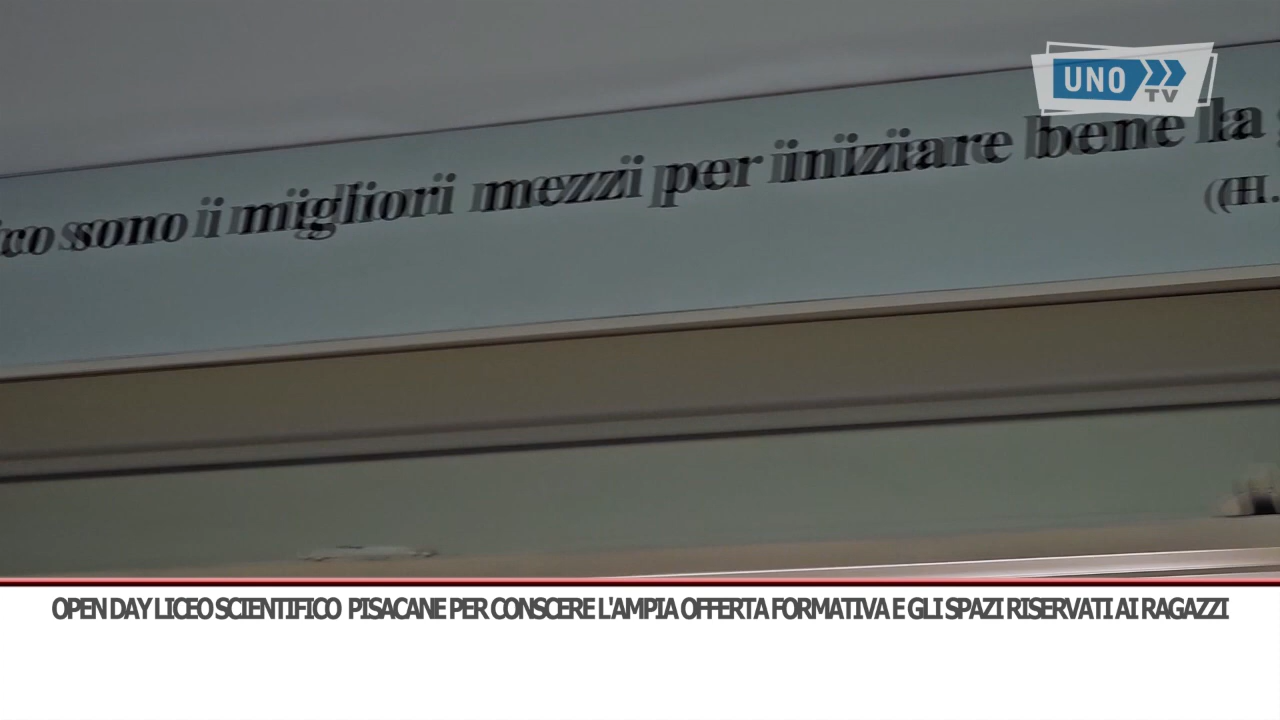 UNO
TV
sono i migliori mezzi per iniziare bene la
(H.
OPEN DAY LICEO SCIENTIFICO PISACANE PER CONSCERE L'AMPIA OFFERTA FORMATIVA E GLI SPAZI RISERVATI AI RAGAZZI